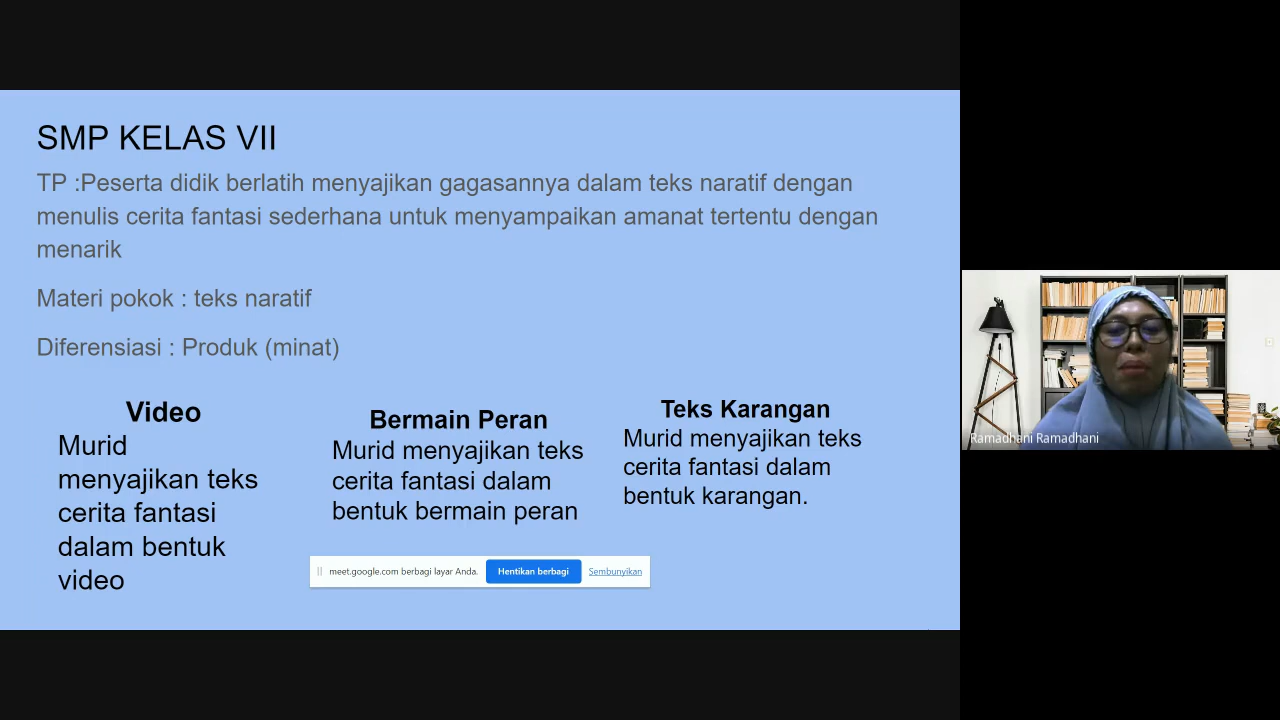 SMP KELAS VII
TP :Peserta didik berlatih menyajikan gagasannya dalam teks naratif dengan
menulis cerita fantasi sederhana untuk menyampaikan amanat tertentu dengan
menarik
Materi pokok : teks naratif
Diferensiasi : Produk (minat)
Video
Murid
menyajikan teks
cerita fantasi
dalam bentuk
video
Bermain Peran
Murid menyajikan teks
cerita fantasi dalam
bentuk bermain peran
Teks Karangan
Murid menyajikan teks
cerita fantasi dalam
bentuk karangan.
meet.google.com berbagi layar Anda.
Hentikan berbagi
Sembunyikan
Ramadhani Ramadhani